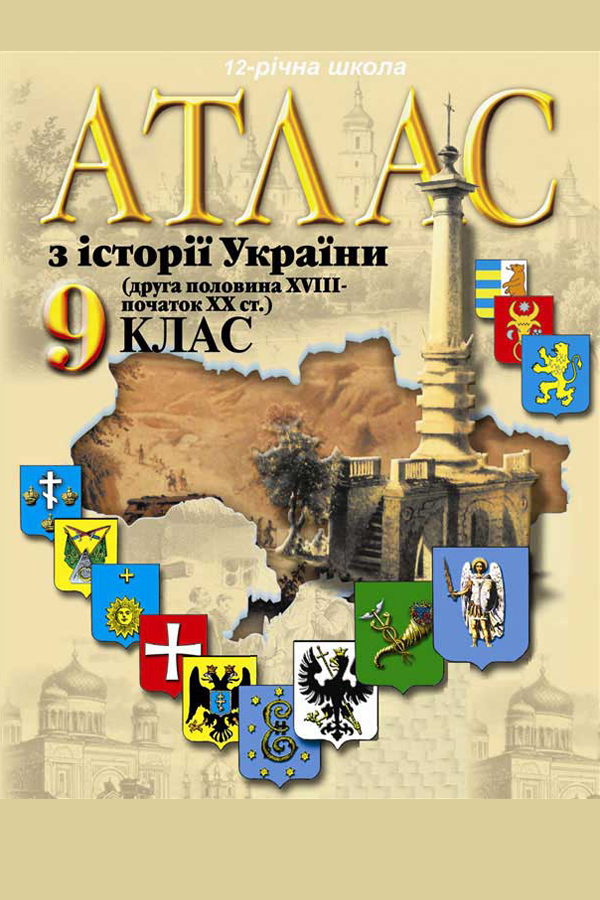 12-річна школа
АТЛАС
з історії України
(друга половина XVIII-
початок XX ст.)
9 КЛАС